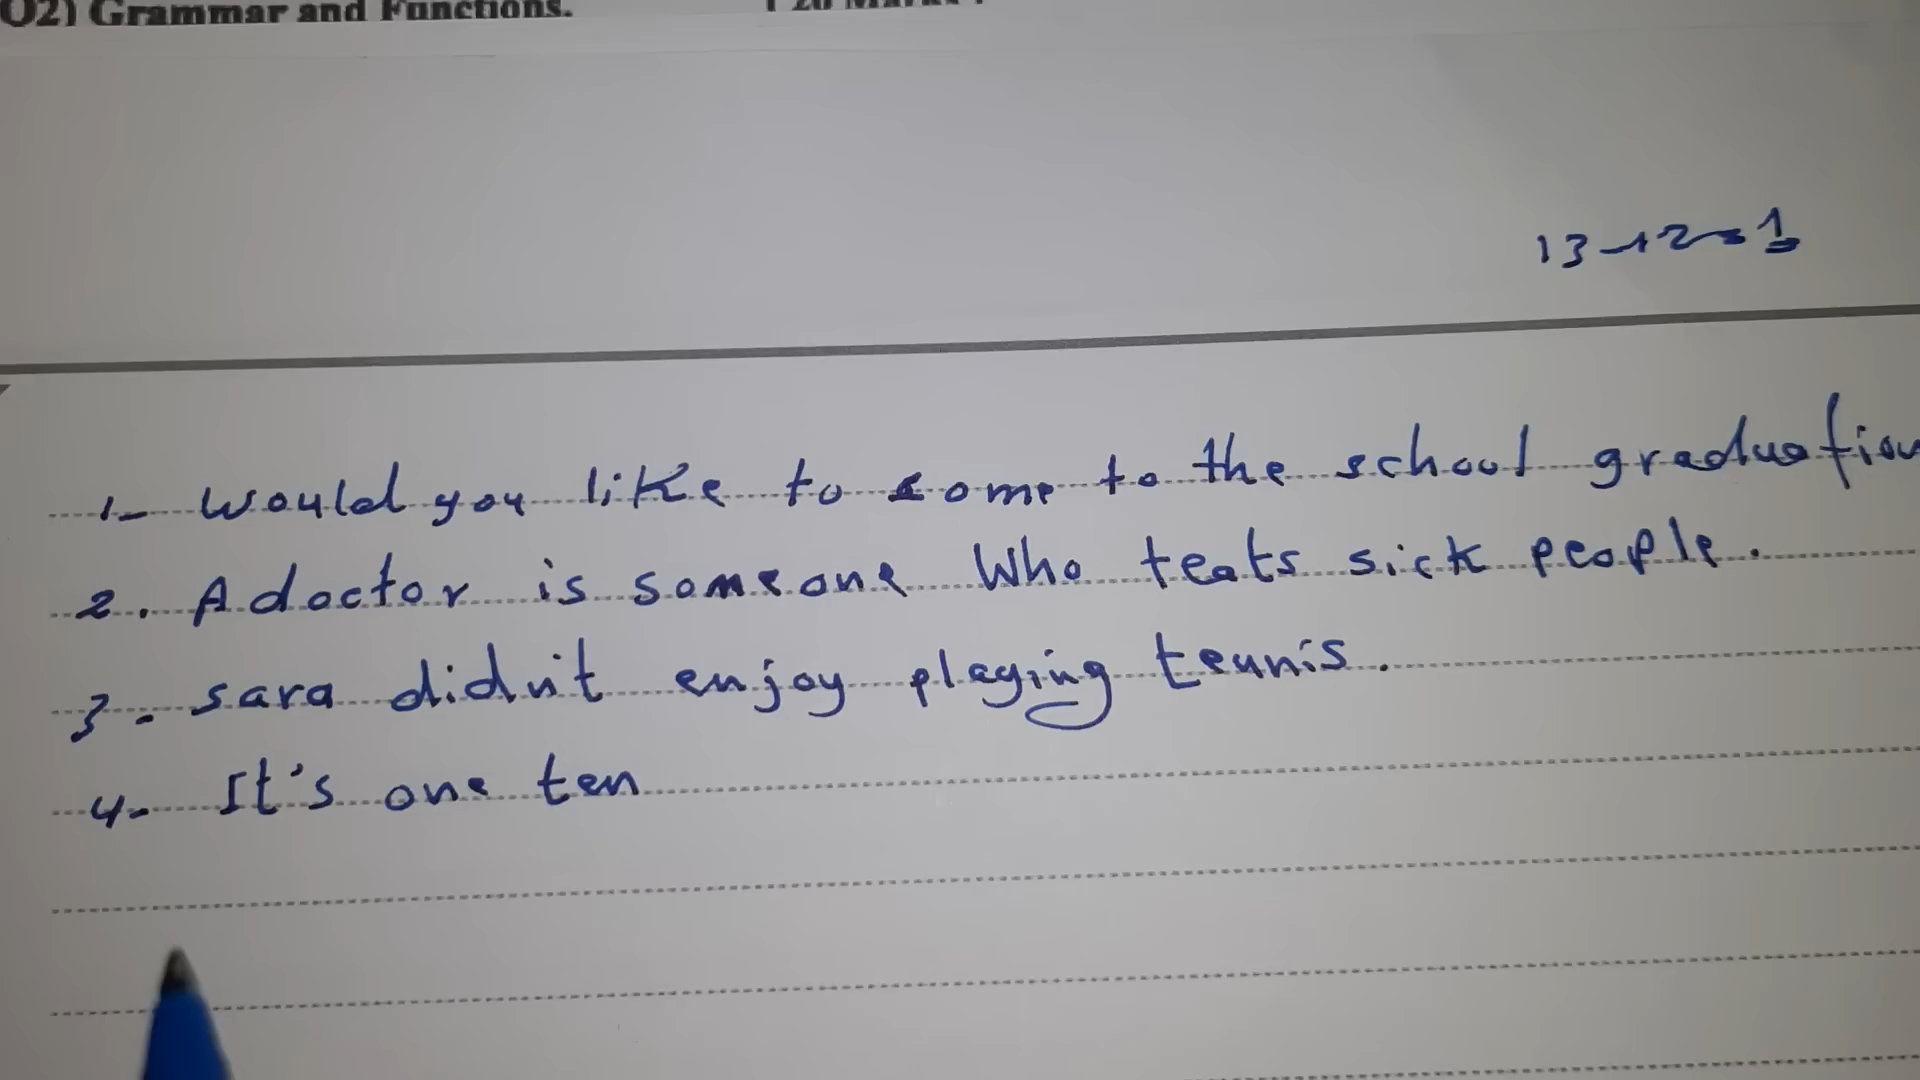 Q2) Grammar and Functions.
13-12=1
1- Would you like to come to the school graduation
2. A doctor is someone Who teats sick people.
3. sara didn't enjoy playing tennis.
4- It's one ten